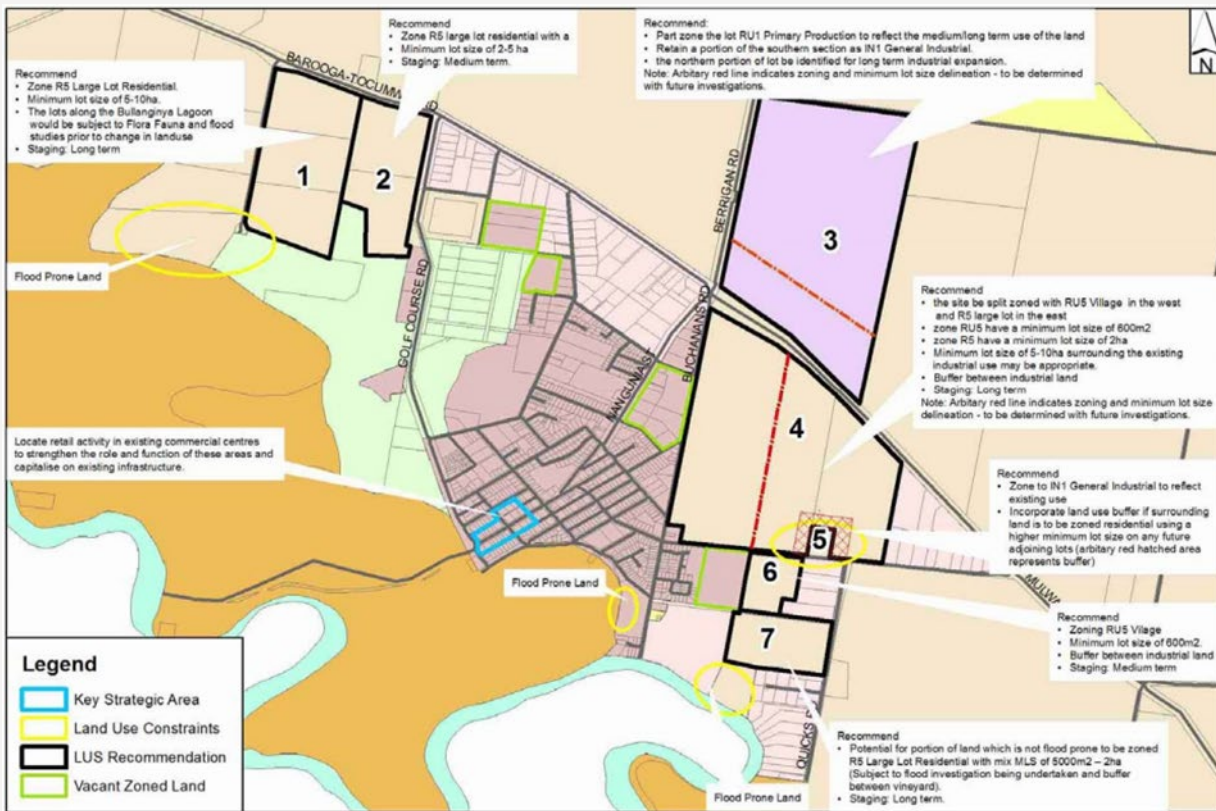 Recommend
• Zone R5 large lot residential with a
• Minimum lot size of 2-5 ha
• Staging: Medium term.
Recommend:
• Part zone the lot RU1 Primary Production to reflect the medium/long term use of the land
• Retain a portion of the southern section as IN1 General Industrial.
• the northern portion of lot be identified for long term industrial expansion.
Note: Arbitary red line indicates zoning and minimum lot size delineation - to be determined
with future investigations.
N
Recommend
• Zone R5 Large Lot Residential.
• Minimum lot size of 5-10ha.
• The lots along the Bullanginya Lagoon
would be subject to Flora Fauna and flood
studies prior to change in landuse
• Staging: Long term
BAROOGA-TOCUMW
D
1
2
3
BERRIGAN RD
Flood Prone Land
GOLF COURSE RD
BUCHANANS RD
Recommend
• the site be split zoned with RU5 Village in the west
and R5 large lot in the east
• zone RU5 have a minimum lot size of 600m2
• zone R5 have a minimum lot size of 2ha
• Minimum lot size of 5-10ha surrounding the existing
industrial use may be appropriate.
• Buffer between industrial land
• Staging: Long term
Note: Arbitary red line indicates zoning and minimum lot size
delineation - to be determined with future investigations.
4
Locate retail activity in existing commercial centres
to strengthen the role and function of these areas and
capitalise on existing infrastructure.
Recommend
• Zone to IN1 General Industrial to reflect
existing use
• Incorporate land use buffer if surrounding
land is to be zoned residential using a
higher minimum lot size on any future
adjoining lots (arbitary red hatched area
represents buffer)
5
6
7
MULWA
Flood Prone Land
Recommend
• Zoning RU5 Vilage
• Minimum lot size of 600m2.
• Buffer between industrial land
• Staging: Medium term
Legend
Key Strategic Area
Land Use Constraints
LUS Recommendation
Vacant Zoned Land
QUICKS
Flood Prone Land
Recommend
• Potential for portion of land which is not flood prone to be zoned
R5 Large Lot Residential with mix MLS of 5000m2 – 2ha
(Subject to flood investigation being undertaken and buffer
between vineyard).
• Staging: Long term.